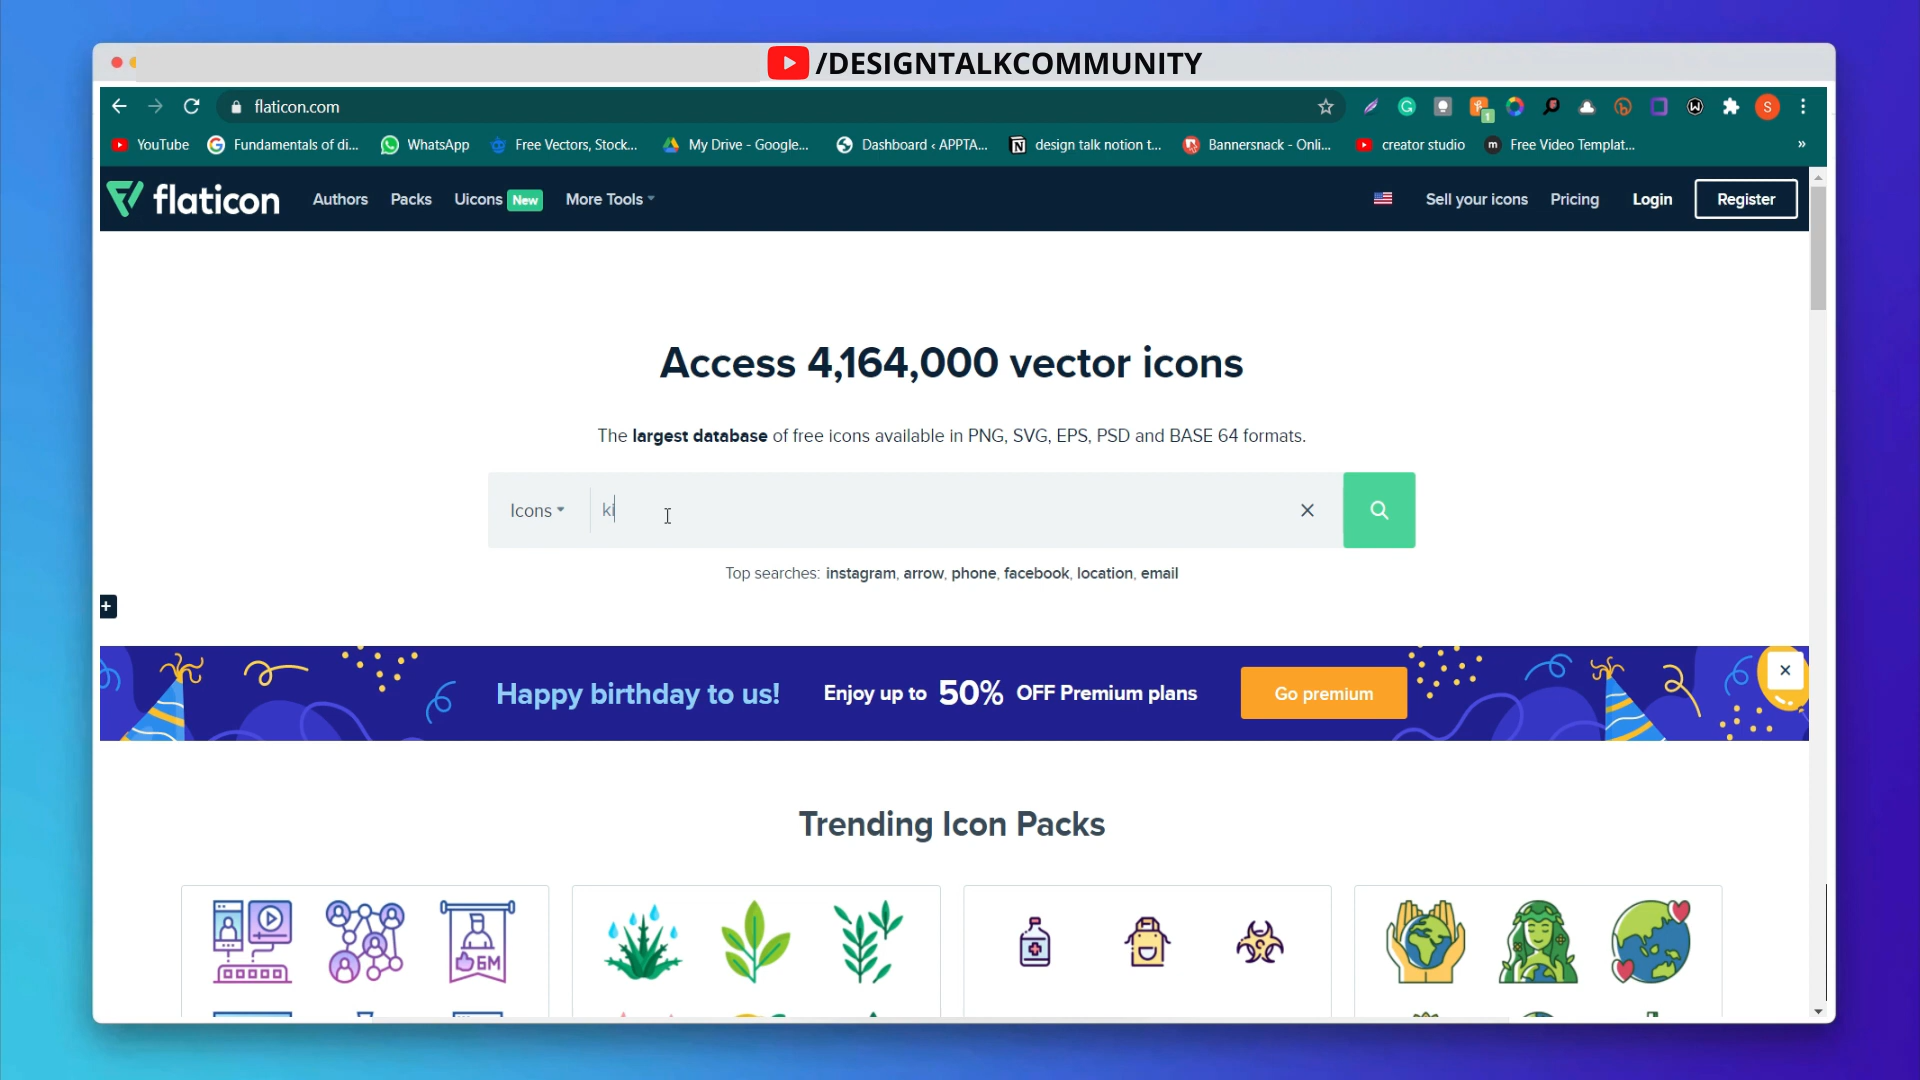 /DESIGNTALKCOMMUNITY
flaticon.com
YouTube Fundamentals of di... WhatsApp Free Vectors, Stock... My Drive - Google... Dashboard ‹ APPTA... design talk notion t... Bannersnack - Onli... creator studio Free Video Templat... »
flaticon Authors Packs Uicons New More Tools Sell your icons Pricing Login Register
Access 4,164,000 vector icons
The largest database of free icons available in PNG, SVG, EPS, PSD and BASE 64 formats.
Icons ki
Top searches: instagram, arrow, phone, facebook, location, email
Happy birthday to us! Enjoy up to 50% OFF Premium plans Go premium
Trending Icon Packs
6M